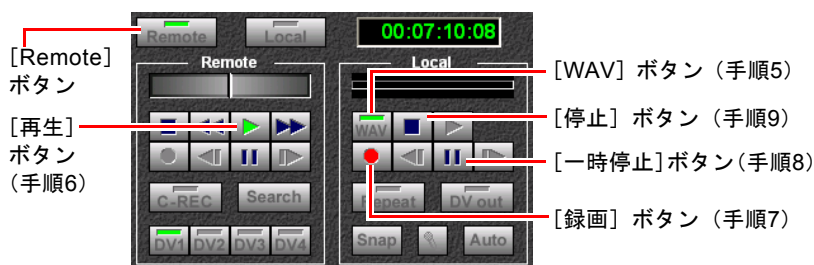 Remote Local 00:07:10:08
[Remote]
ボタン
[再生]
ボタン
(手順6)
Remote
C-REC Search
DV1 DV2 DV3 DV4
Local
WAV
Repeat DV out
Snap Auto
[WAV] ボタン（手順5）
[停止] ボタン（手順9）
[一時停止]ボタン(手順8)
[録画] ボタン（手順7）